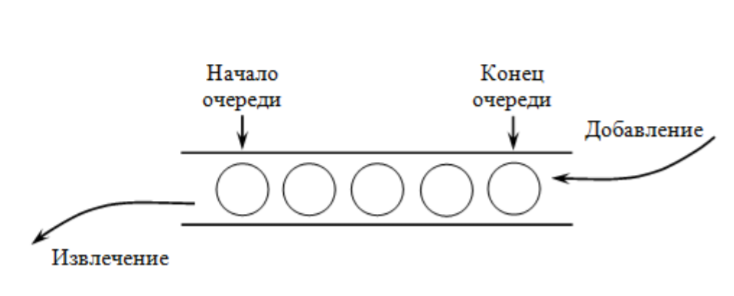 Начало
очереди
Конец
очереди
Добавление
Извлечение